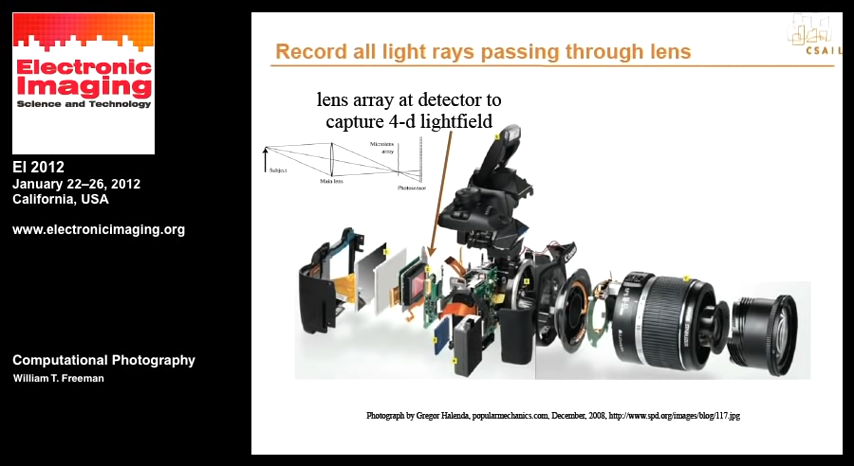 Electronic
Imaging
Science and Technology
EI 2012
January 22–26, 2012
California, USA
www.electronicimaging.org
Computational Photography
William T. Freeman
CSAIL
Record all light rays passing through lens
lens array at detector to
capture 4-d lightfield
Microlens
array
Subject
Main lens
Photosensor
Photograph by Gregor Halenda, popularmechanics.com, December, 2008, http://www.spd.org/images/blog/117.jpg